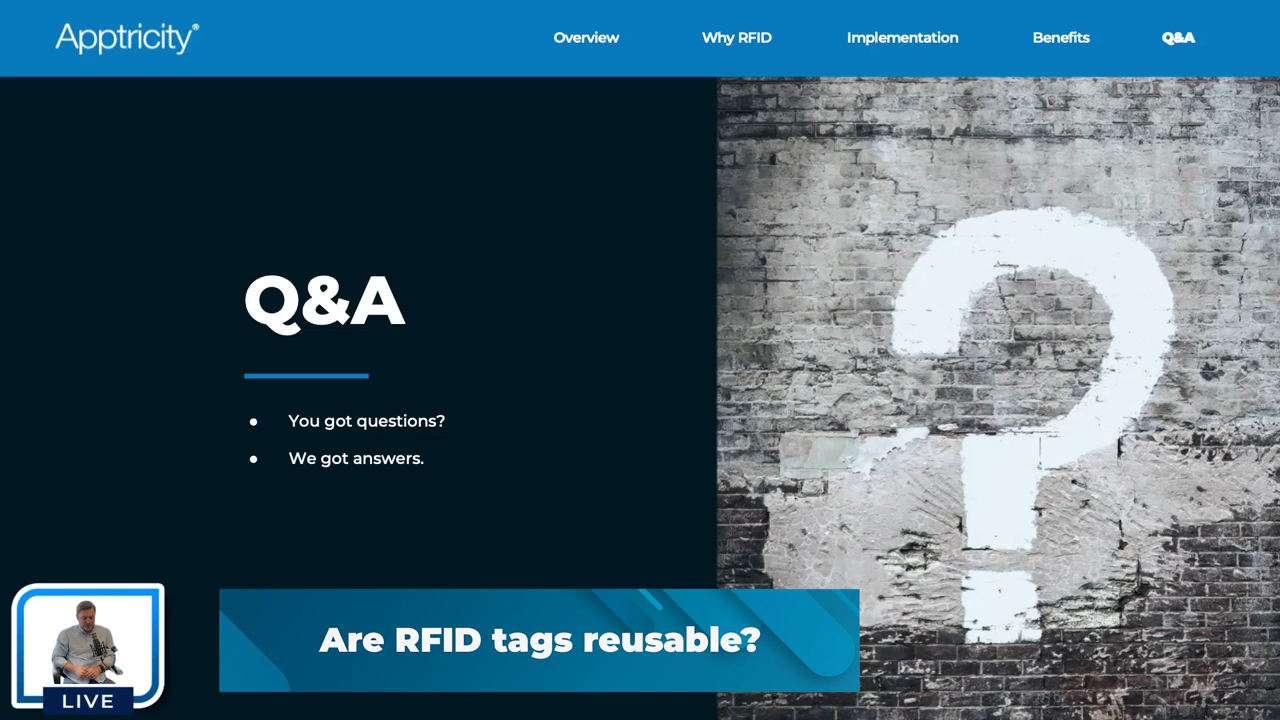 Apptricity®
Overview Why RFID Implementation Benefits Q&A
Q&A
● You got questions?
● We got answers.
Are RFID tags reusable?
LIVE